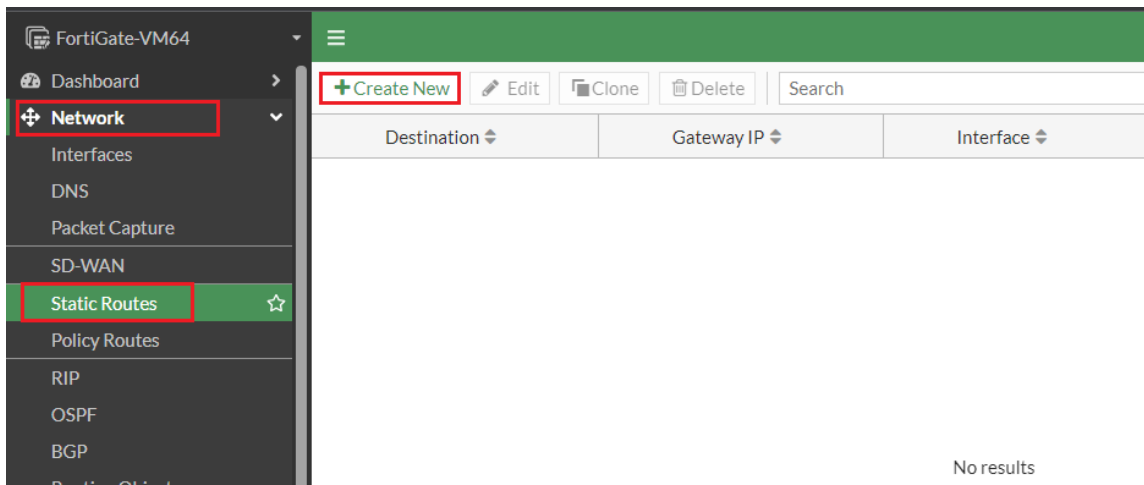 FortiGate-VM64
Dashboard
Network
Interfaces
DNS
Packet Capture
SD-WAN
Static Routes
Policy Routes
RIP
OSPF
BGP
+Create New Edit Clone Delete Search
Destination Gateway IP Interface
No results